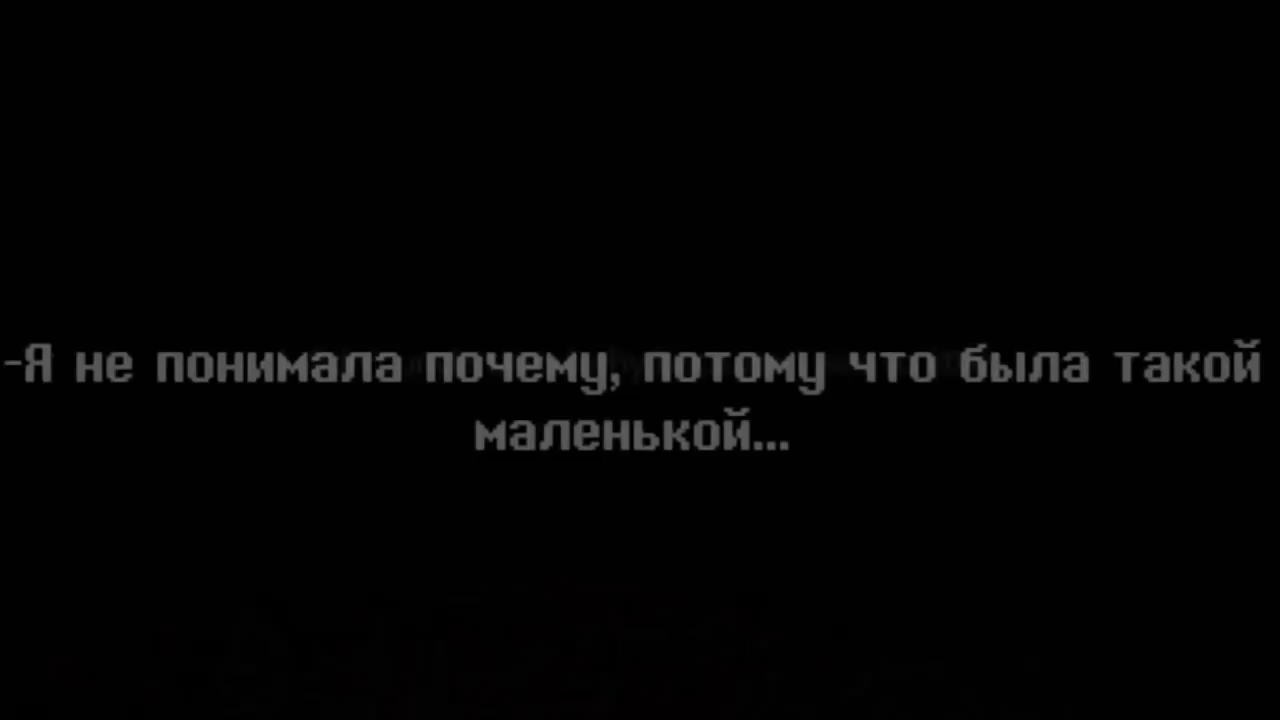 -Я не понимала почему, потому что была такой
маленькой...